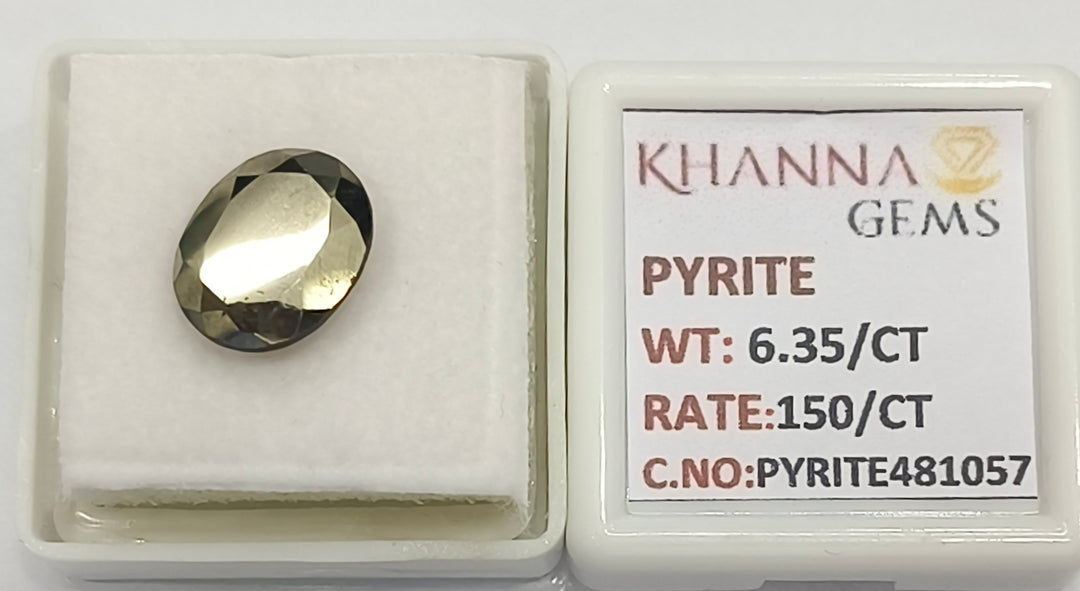 KHANNA
GEMS
PYRITE
WT: 6.35/CT
RATE:150/CT
C.NO:PYRITE481057